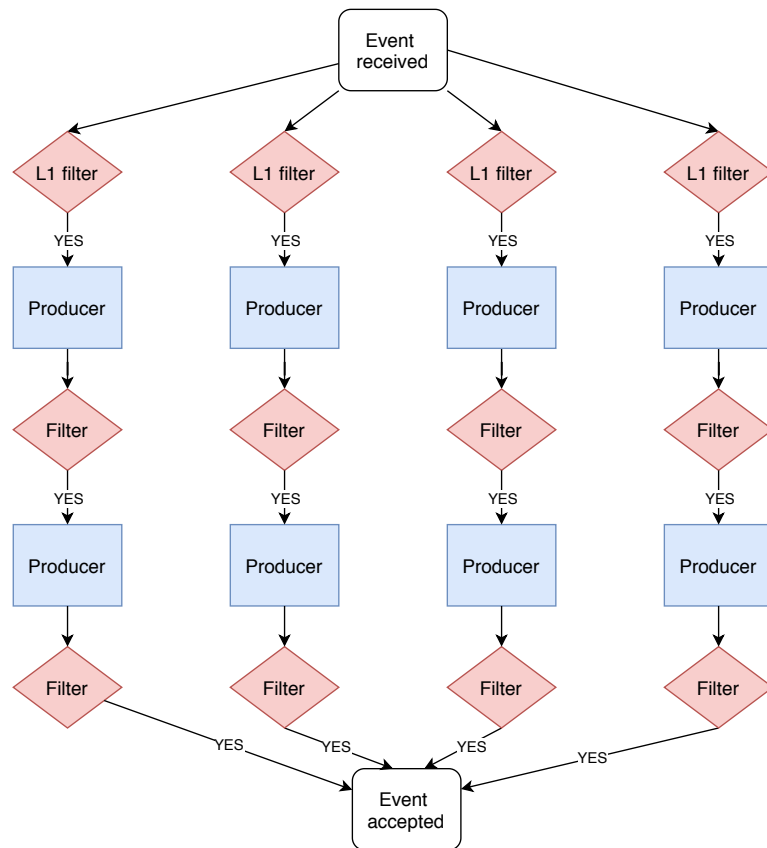 Event
received
L1 filter
L1 filter
L1 filter
L1 filter
YES
YES
YES
YES
Producer
Producer
Producer
Producer
Filter
Filter
Filter
Filter
YES
YES
YES
YES
Producer
Producer
Producer
Producer
Filter
Filter
Filter
Filter
YES
YES
YES
YES
Event
accepted